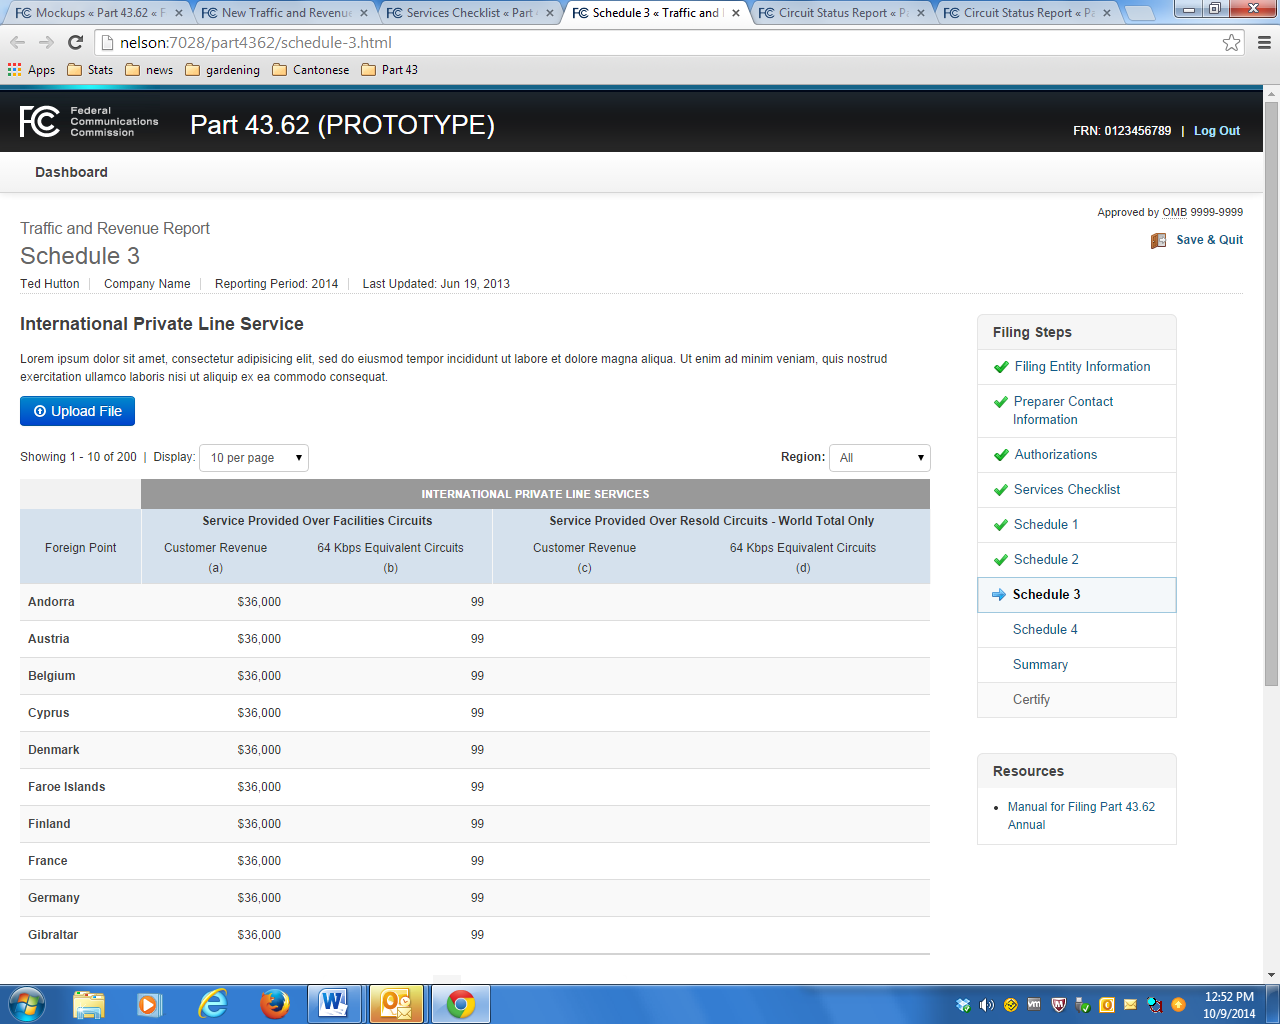 Mockups « Part 43.62 « F
New Traffic and Revenue
Services Checklist « Part
Schedule 3 « Traffic and
Circuit Status Report « Pa
Circuit Status Report « Pa
nelson:7028/part4362/schedule-3.html
Apps Stats news gardening Cantonese Part 43
FCC Federal Communications Commission
Part 43.62 (PROTOTYPE)
FRN: 0123456789 | Log Out
Dashboard
Approved by OMB 9999-9999
Traffic and Revenue Report
Save & Quit
Schedule 3
Ted Hutton Company Name Reporting Period: 2014 Last Updated: Jun 19, 2013
International Private Line Service
Lorem ipsum dolor sit amet, consectetur adipisicing elit, sed do eiusmod tempor incididunt ut labore et dolore magna aliqua. Ut enim ad minim veniam, quis nostrud
exercitation ullamco laboris nisi ut aliquip ex ea commodo consequat.
Upload File
Showing 1 - 10 of 200 | Display: 10 per page Region: All
INTERNATIONAL PRIVATE LINE SERVICES
Service Provided Over Facilities Circuits Service Provided Over Resold Circuits - World Total Only
Foreign Point Customer Revenue 64 Kbps Equivalent Circuits Customer Revenue 64 Kbps Equivalent Circuits
(a) (b) (c) (d)
Andorra $36,000 99
Austria $36,000 99
Belgium $36,000 99
Cyprus $36,000 99
Denmark $36,000 99
Faroe Islands $36,000 99
Finland $36,000 99
France $36,000 99
Germany $36,000 99
Gibraltar $36,000 99
Filing Steps
Filing Entity Information
Preparer Contact
Information
Authorizations
Services Checklist
Schedule 1
Schedule 2
Schedule 3
Schedule 4
Summary
Certify
Resources
Manual for Filing Part 43.62
Annual
12:52 PM
10/9/2014